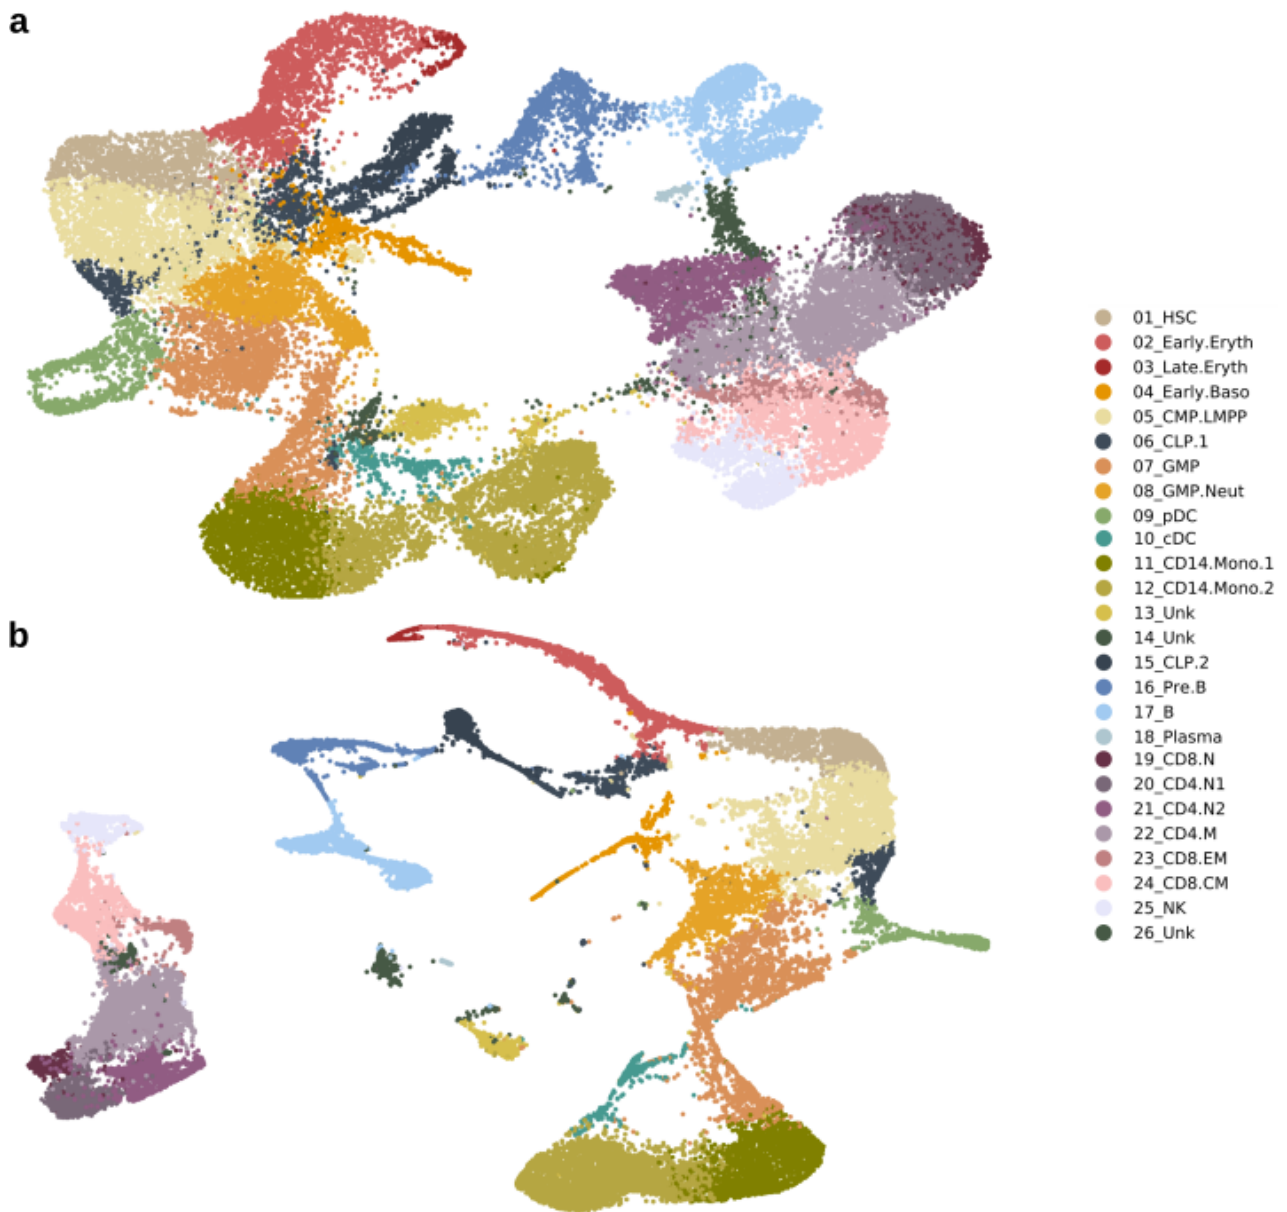 a
01_HSC
02_Early.Eryth
03_Late.Eryth
04_Early.Baso
05_CMP.LMPP
06_CLP.1
07_GMP
08_GMP.Neut
09_pDC
10_cDC
11_CD14.Mono.1
12_CD14.Mono.2
13_Unk
14_Unk
15_CLP.2
16_Pre.B
17_B
18_Plasma
19_CD8.N
20_CD4.N1
21_CD4.N2
22_CD4.M
23_CD8.EM
24_CD8.CM
25_NK
26_Unk
b